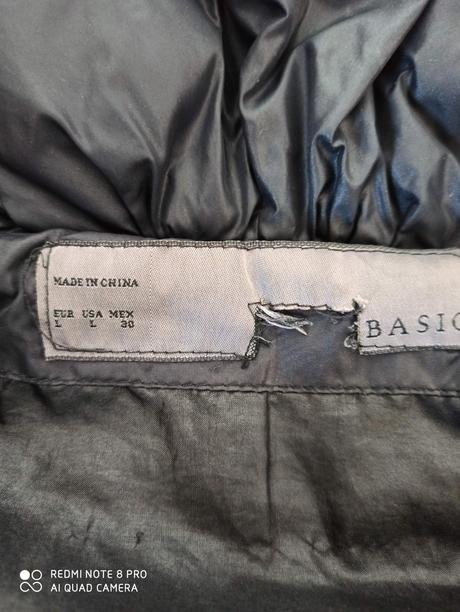 MADE IN CHINA
EUR USA MEX
L L 30
BASIC
REDMI NOTE 8 PRO
AI QUAD CAMERA